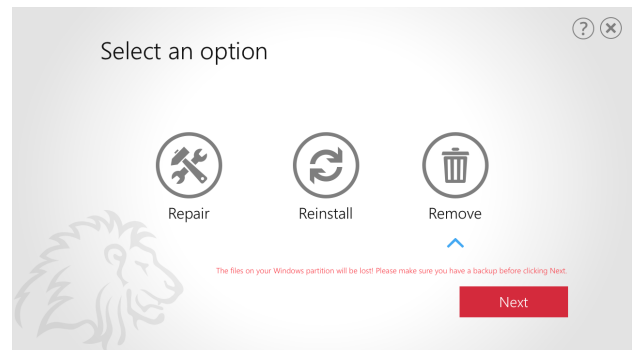 Select an option
Repair
Reinstall
Remove
The files on your Windows partition will be lost! Please make sure you have a backup before clicking Next.
Next